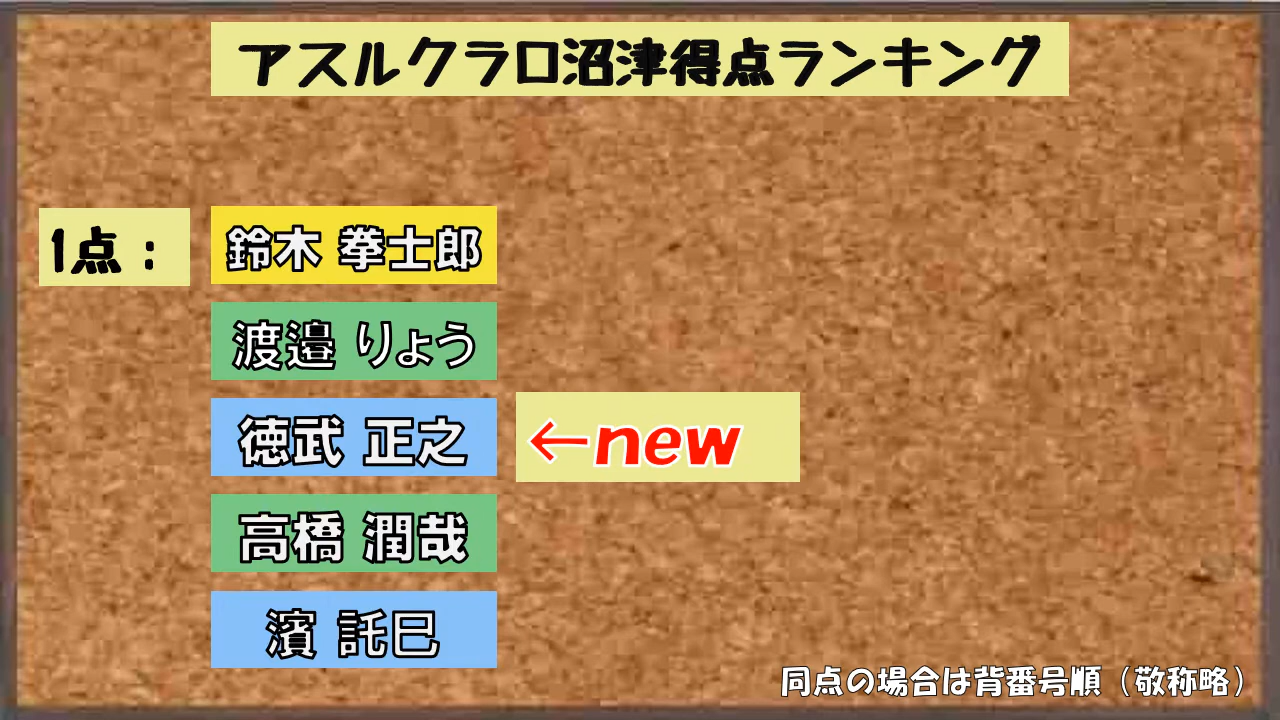 アスルクラロ沼津得点ランキング
1点：
鈴木 拳士郎
渡邉 りょう
徳武 正之
←new
高橋 潤哉
濱 託巳
同点の場合は背番号順（敬称略）